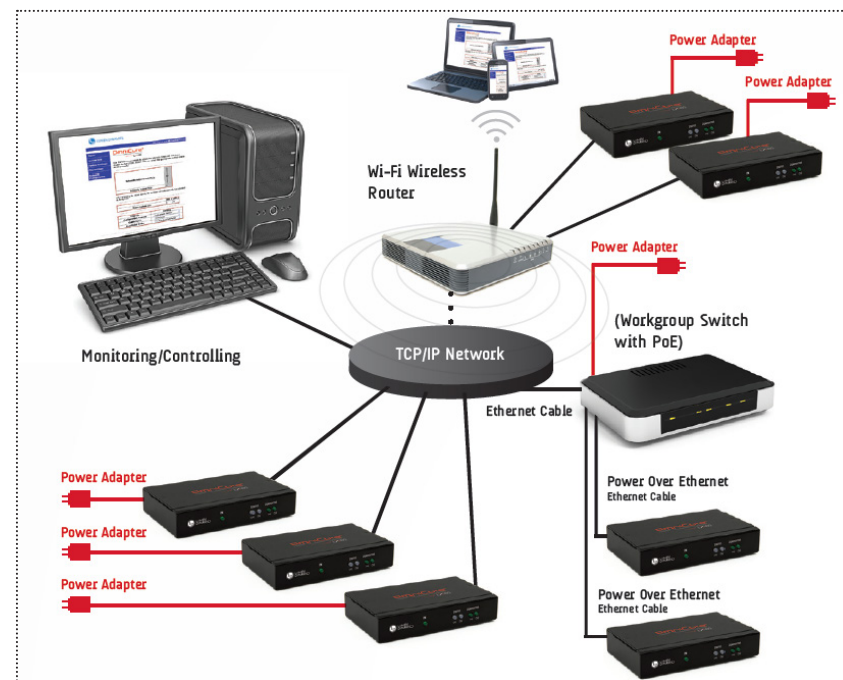 Power Adapter
Power Adapter
Wi-Fi Wireless
Router
Power Adapter
(Workgroup Switch
with PoE)
TCP/IP Network
Monitoring/Controlling
Ethernet Cable
Power Adapter
Power Over Ethernet
Ethernet Cable
Power Adapter
Power Adapter
Power Over Ethernet
Ethernet Cable